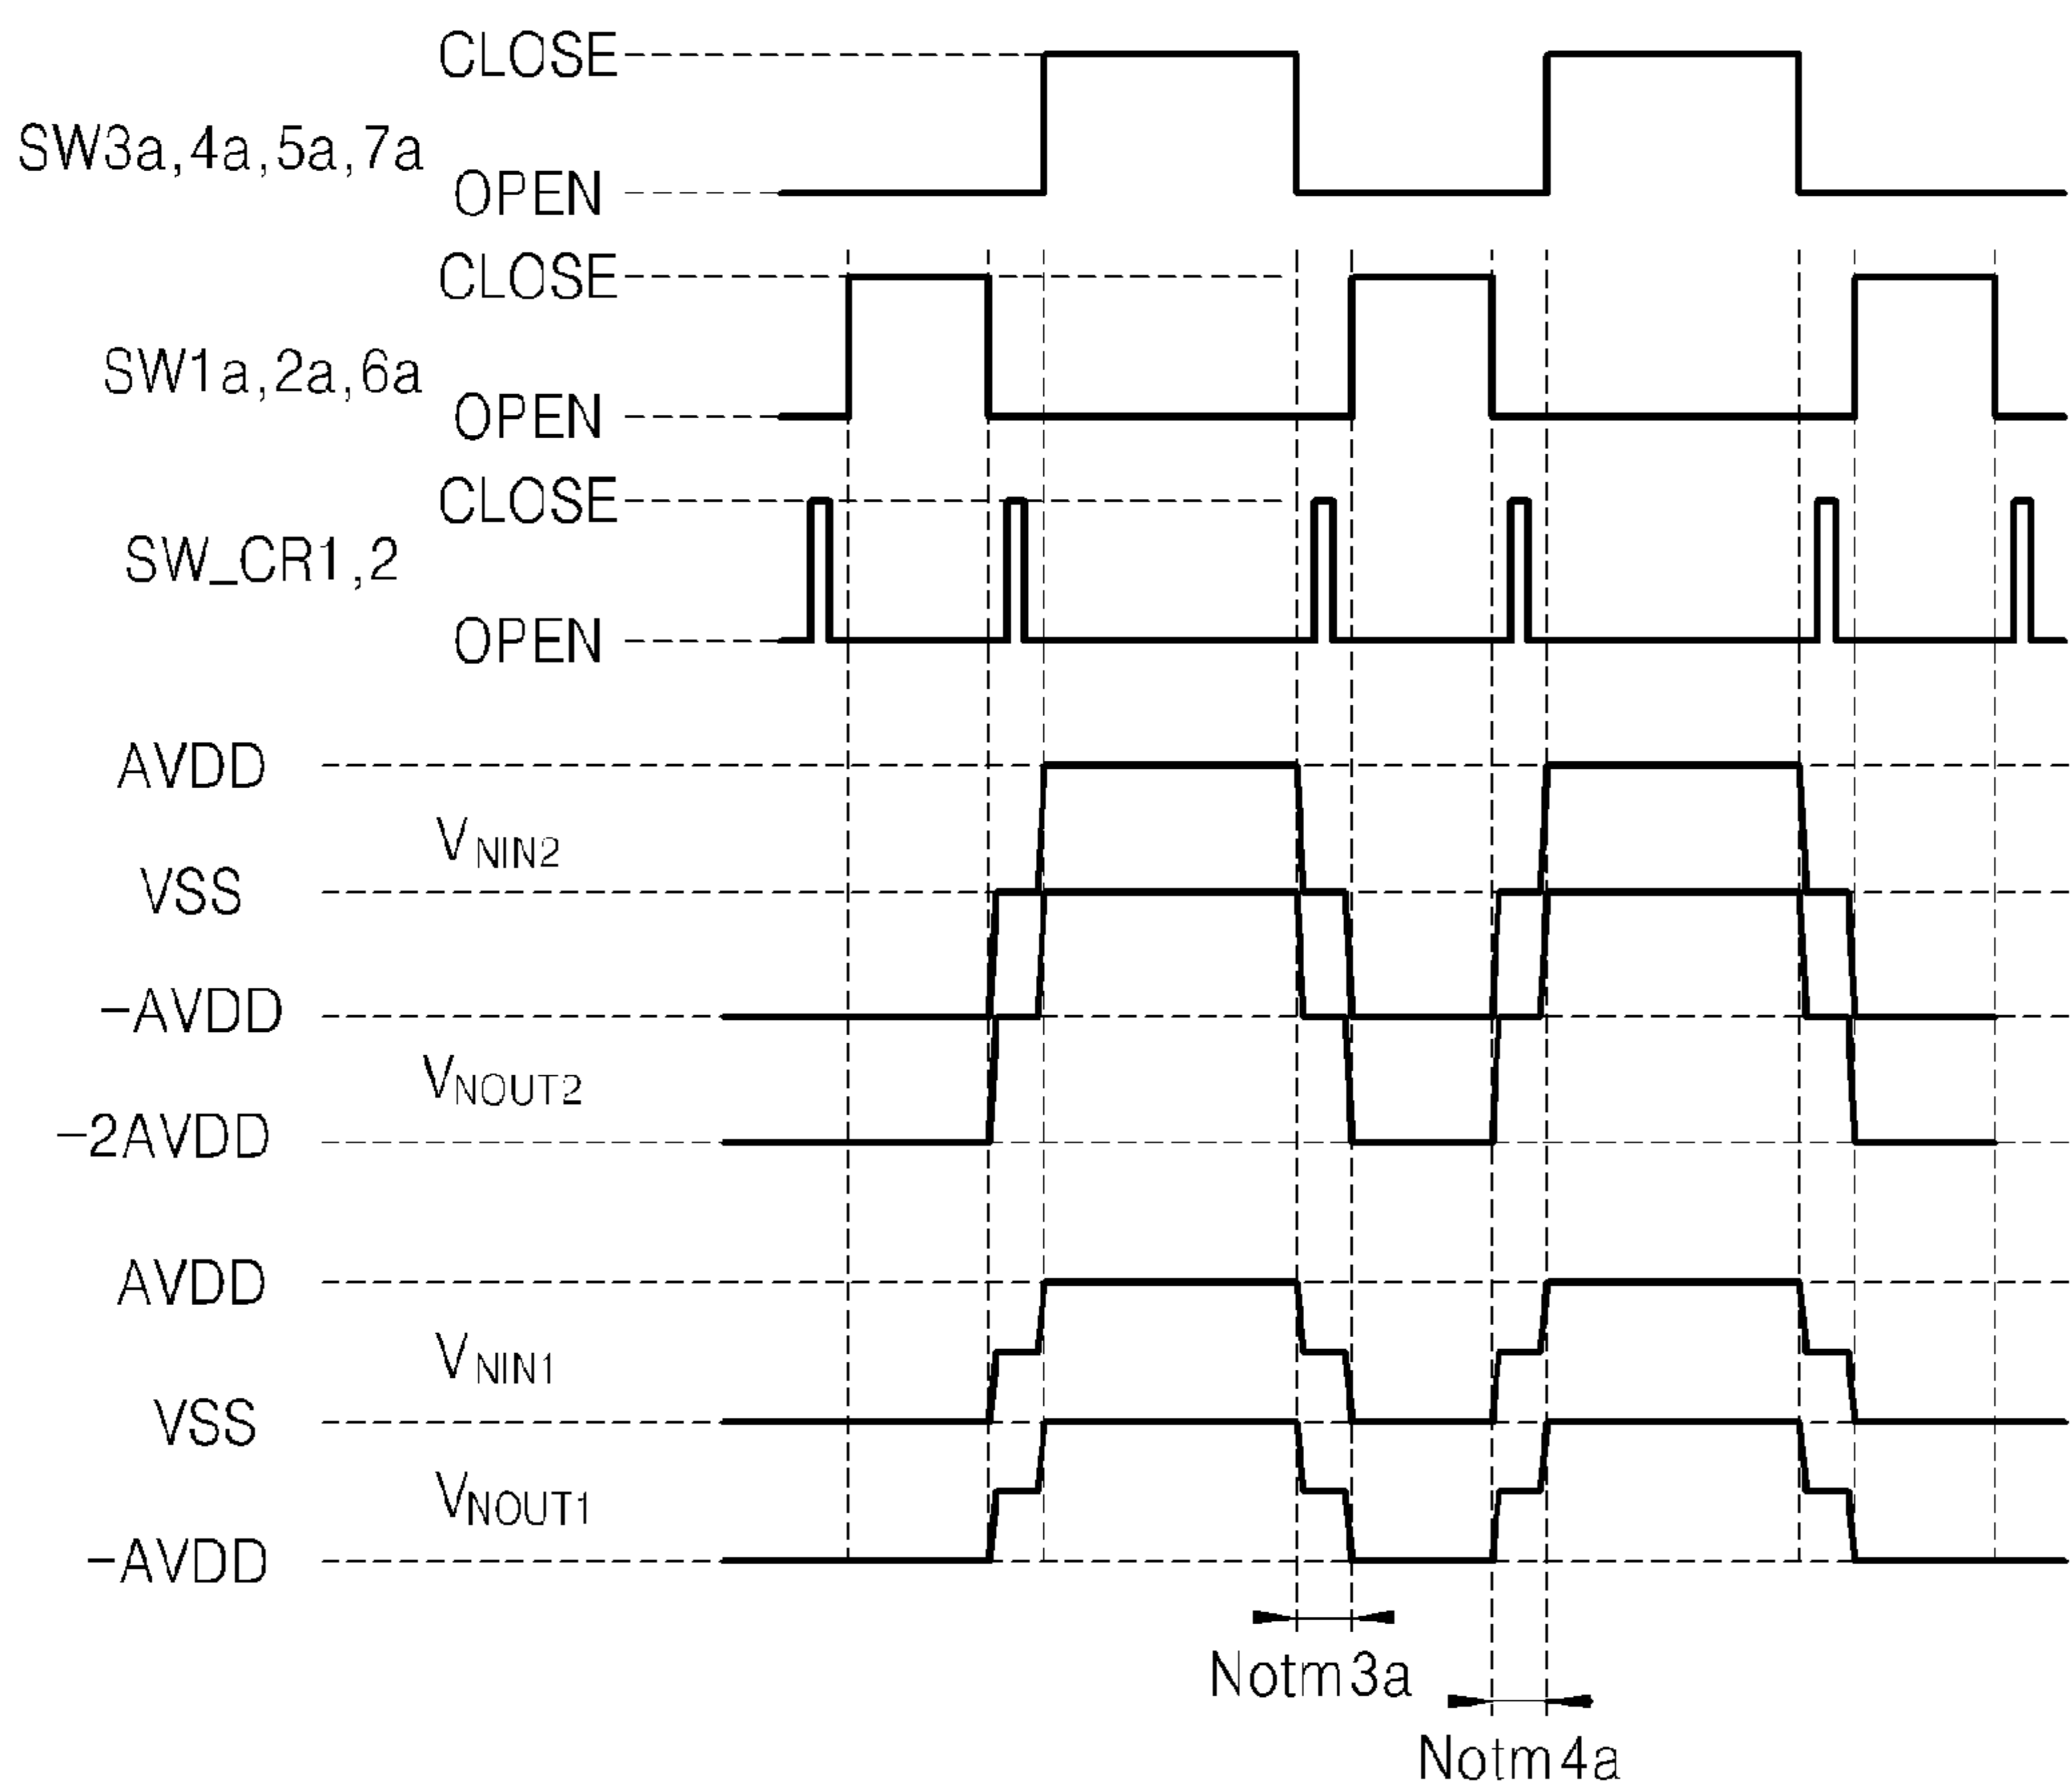 CLOSE
SW3a,4a,5a,7a
OPEN
CLOSE
SW1a,2a,6a
OPEN
CLOSE
SW_CR1,2
OPEN
AVDD
VNIN2
VSS
-AVDD
VNOUT2
-2AVDD
AVDD
VNIN1
VSS
VNOUT1
-AVDD
Notm3a
Notm4a